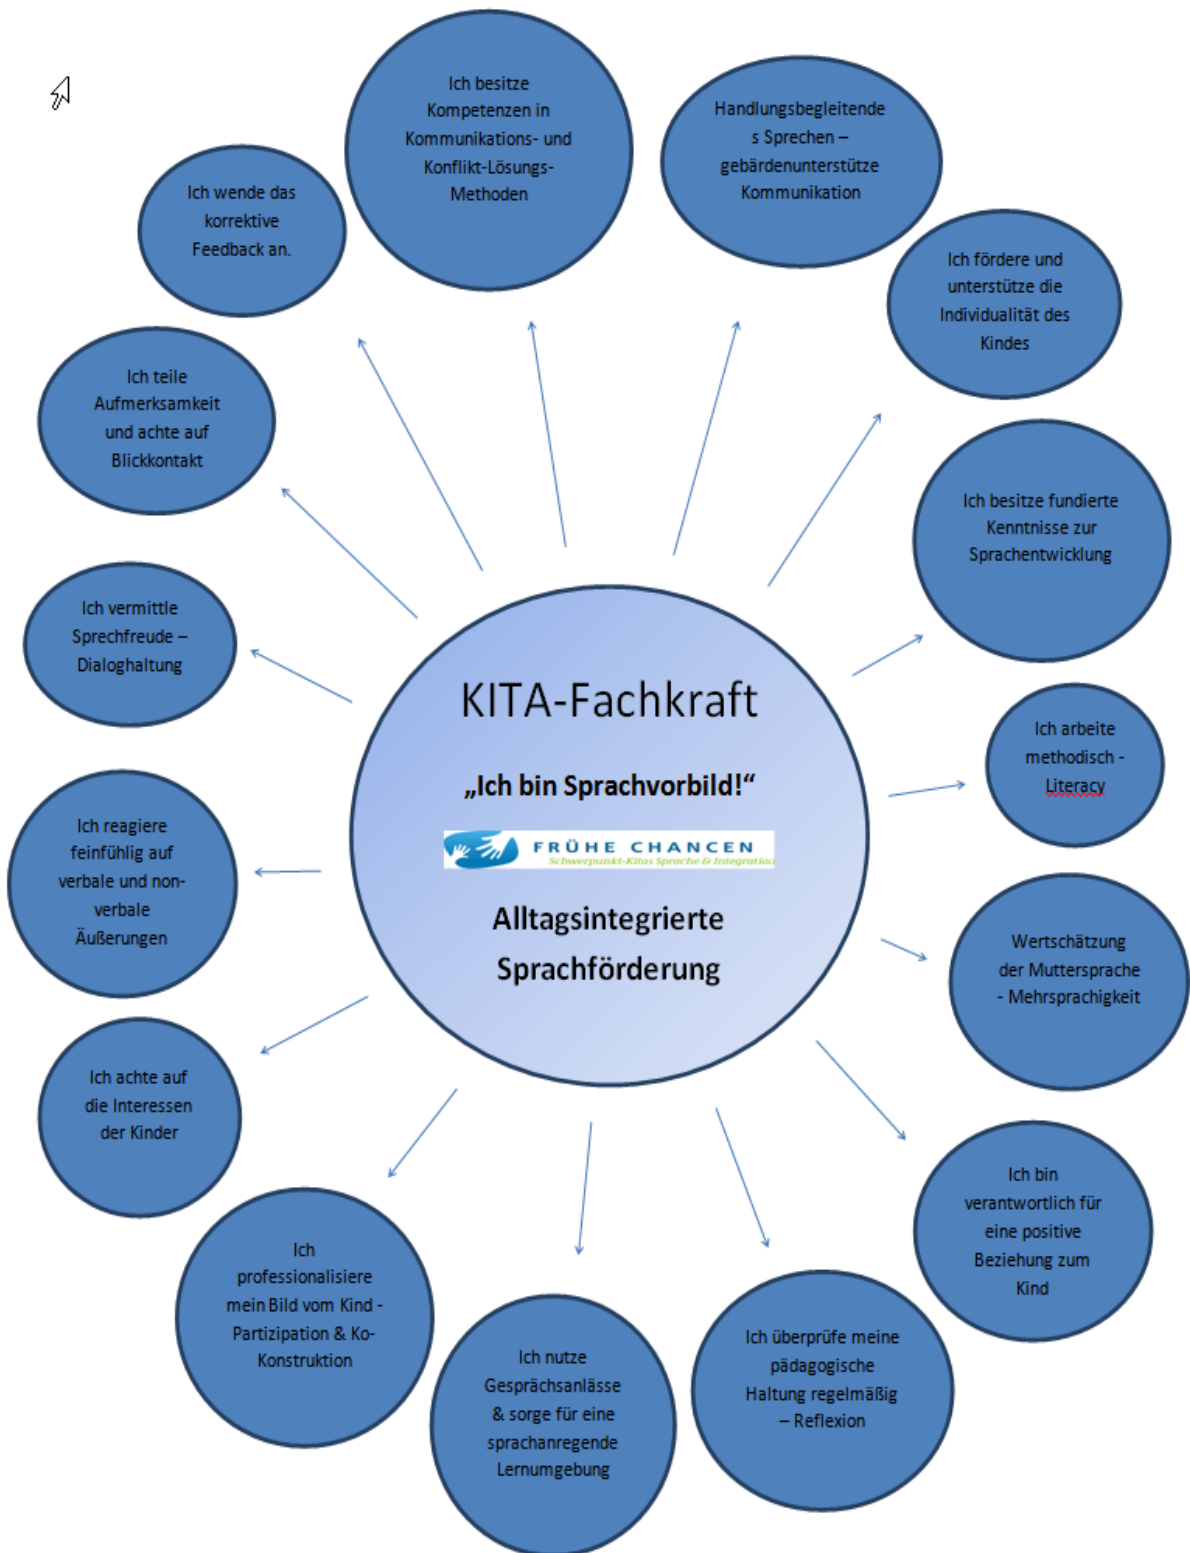 Ich besitze
Kompetenzen in
Kommunikations- und
Konflikt-Lösungs-
Methoden
Handlungsbegleitende
s Sprechen –
gebärdenunterstütze
Kommunikation
Ich wende das
korrektive
Feedback an.
Ich fördere und
unterstütze die
Individualität des
Kindes
Ich teile
Aufmerksamkeit
und achte auf
Blickkontakt
Ich besitze fundierte
Kenntnisse zur
Sprachentwicklung
Ich vermittle
Sprechfreude –
Dialoghaltung
KITA-Fachkraft
„Ich bin Sprachvorbild!“
FRÜHE CHANCEN
Schwerpunkt-Kitas Sprache & Integration
Alltagsintegrierte
Sprachförderung
Ich arbeite
methodisch -
Literacy
Ich reagiere
feinfühlig auf
verbale und non-
verbale
Äußerungen
Wertschätzung
der Muttersprache
- Mehrsprachigkeit
Ich achte auf
die Interessen
der Kinder
Ich bin
verantwortlich für
eine positive
Beziehung zum
Kind
Ich
professionalisiere
mein Bild vom Kind -
Partizipation & Ko-
Konstruktion
Ich nutze
Gesprächsanlässe
& sorge für eine
sprachanregende
Lernumgebung
Ich überprüfe meine
pädagogische
Haltung regelmäßig
– Reflexion